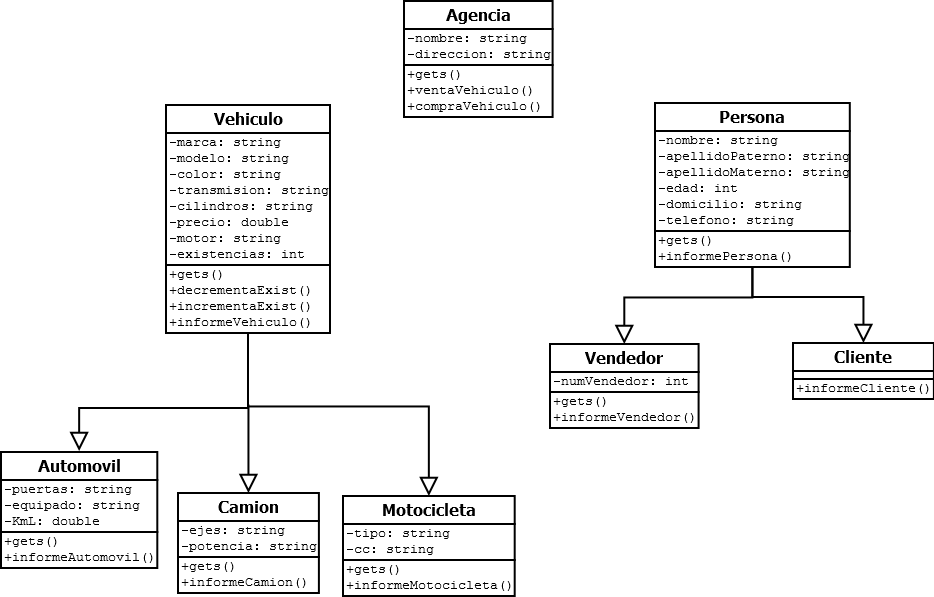 Agencia
-nombre: string
-direccion: string
+gets()
+ventaVehiculo()
+compraVehiculo()
Vehiculo
-marca: string
-modelo: string
-color: string
-transmision: string
-cilindros: string
-precio: double
-motor: string
-existencias: int
+gets()
+decrementaExist()
+incrementaExist()
+informeVehiculo()
Persona
-nombre: string
-apellidoPaterno: string
-apellidoMaterno: string
-edad: int
-domicilio: string
-telefono: string
+gets()
+informePersona()
Vendedor
-numVendedor: int
+gets()
+informeVendedor()
Cliente
+informeCliente()
Automovil
-puertas: string
-equipado: string
-KmL: double
+gets()
+informeAutomovil()
Camion
-ejes: string
-potencia: string
+gets()
+informeCamion()
Motocicleta
-tipo: string
-cc: string
+gets()
+informeMotocicleta()